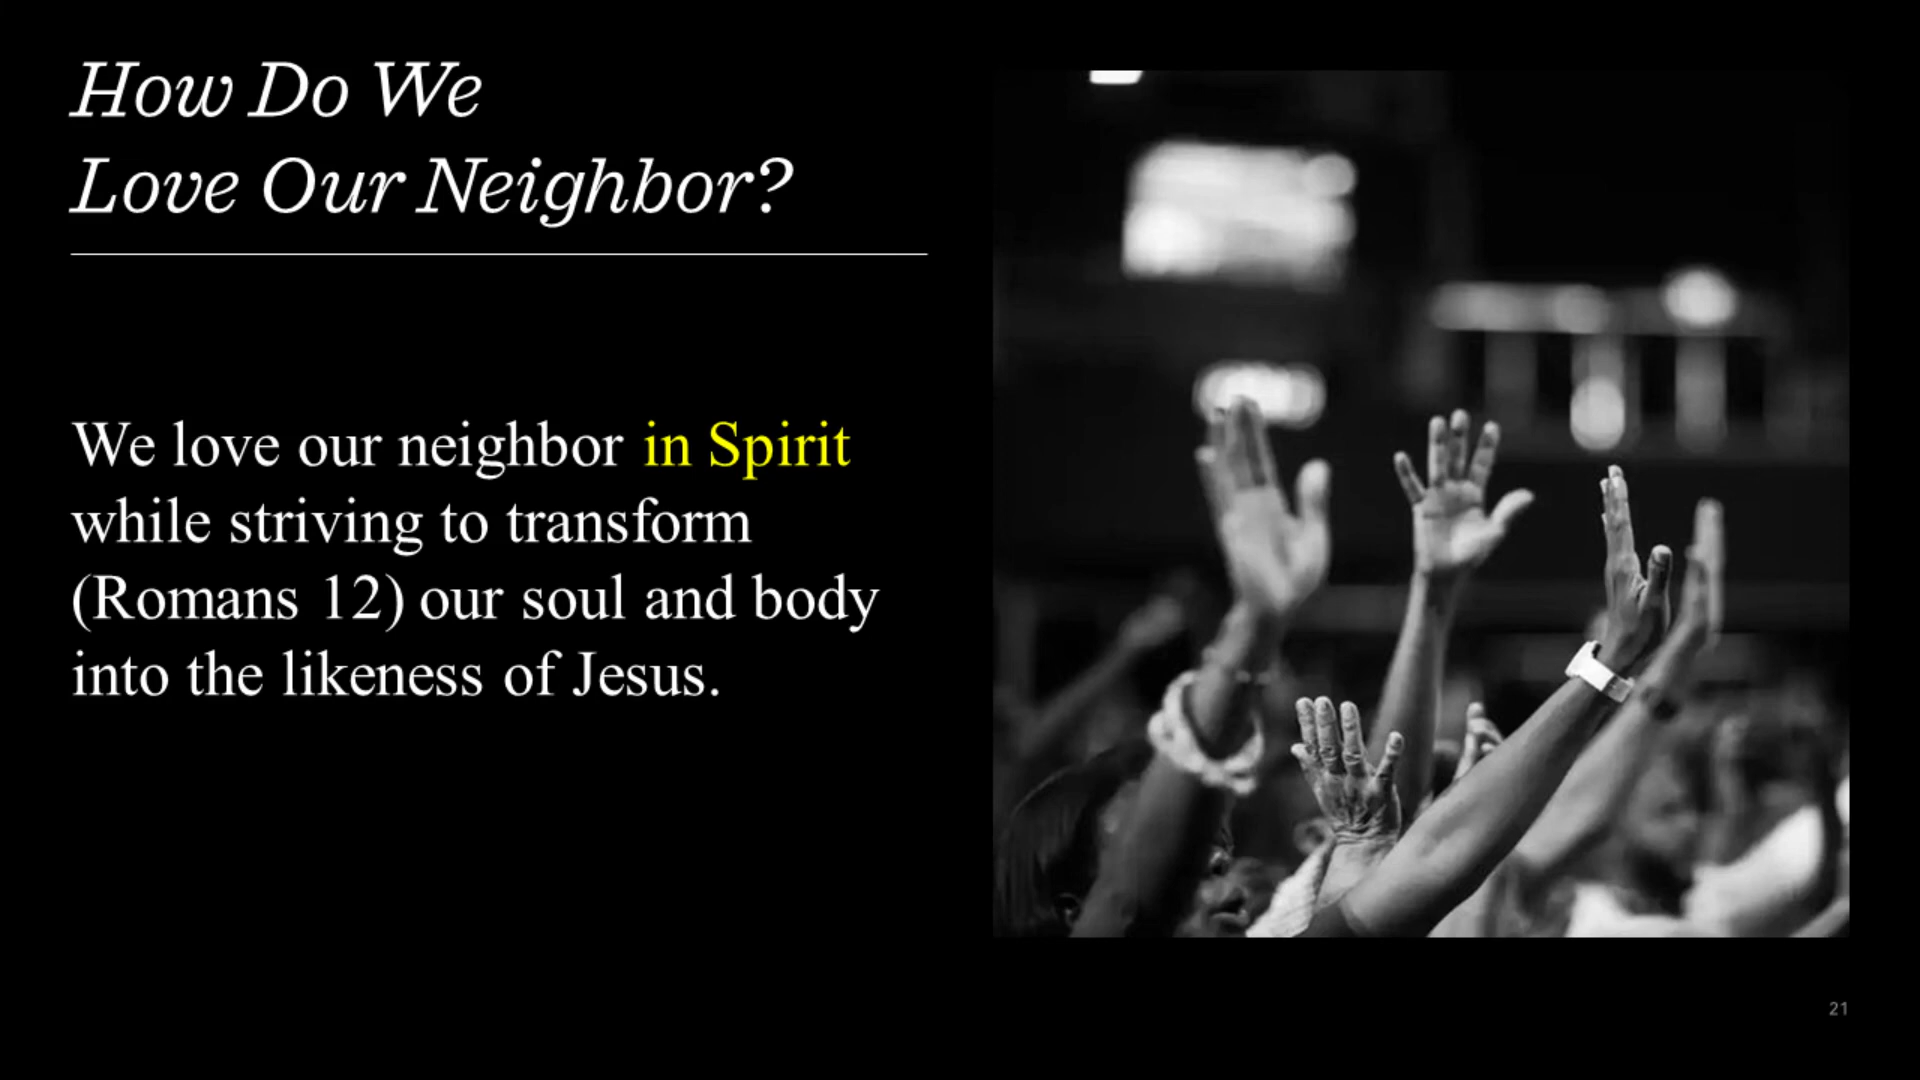 How Do We
Love Our Neighbor?
We love our neighbor in Spirit
while striving to transform
(Romans 12) our soul and body
into the likeness of Jesus.
21